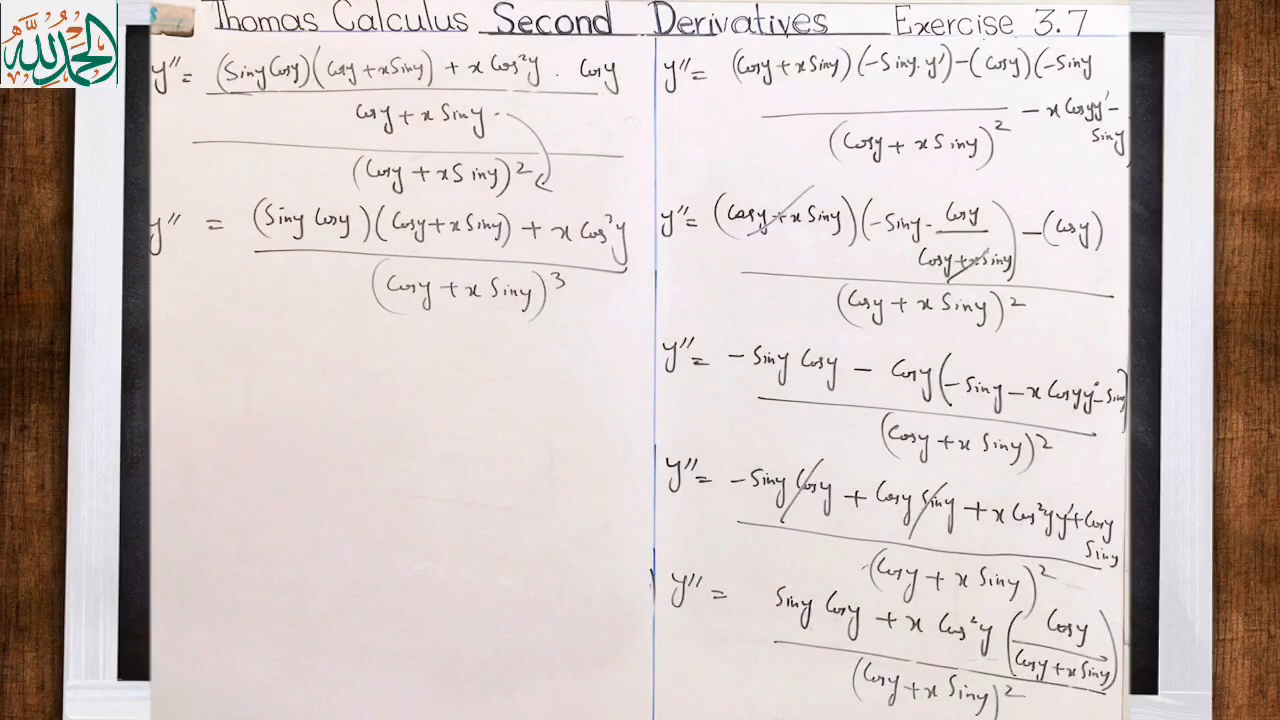 الحمد لله
Thomas Calculus Second Derivatives Exercise 3.7
y'' = (Siny Cosy)(Cosy + x Siny) + x Cos²y . Cosy
Cosy + x Siny
(Cosy + x Siny)²
y'' = (Siny Cosy)(Cosy + x Siny) + x Cos³y
(Cosy + x Siny)³
y'' = (Cosy + x Siny)(-Siny. y') - (Cosy)(-Siny
- x Cosy y' -
Siny)
(Cosy + x Siny)²
y'' = (Cosy + x Siny)(-Siny. Cosy) - (Cosy)
Cosy + x Siny
(Cosy + x Siny)²
y'' = - Siny Cosy - Cosy (-Siny - x Cosy y' - Siny)
(Cosy + x Siny)²
y'' = - Siny Cosy + Cosy Siny + x Cos²y y' + Cosy
Siny
(Cosy + x Siny)²
y'' = Siny Cosy + x Cos²y (Cosy
Cosy + x Siny)
(Cosy + x Siny)²